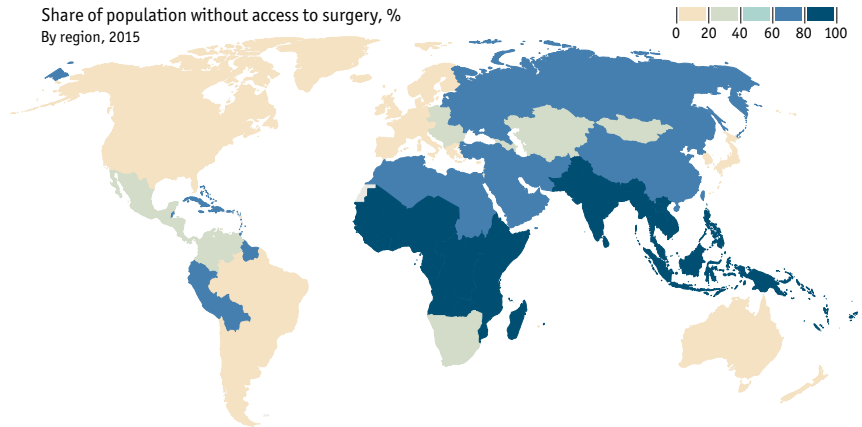 Share of population without access to surgery, %
By region, 2015
0 20 40 60 80 100